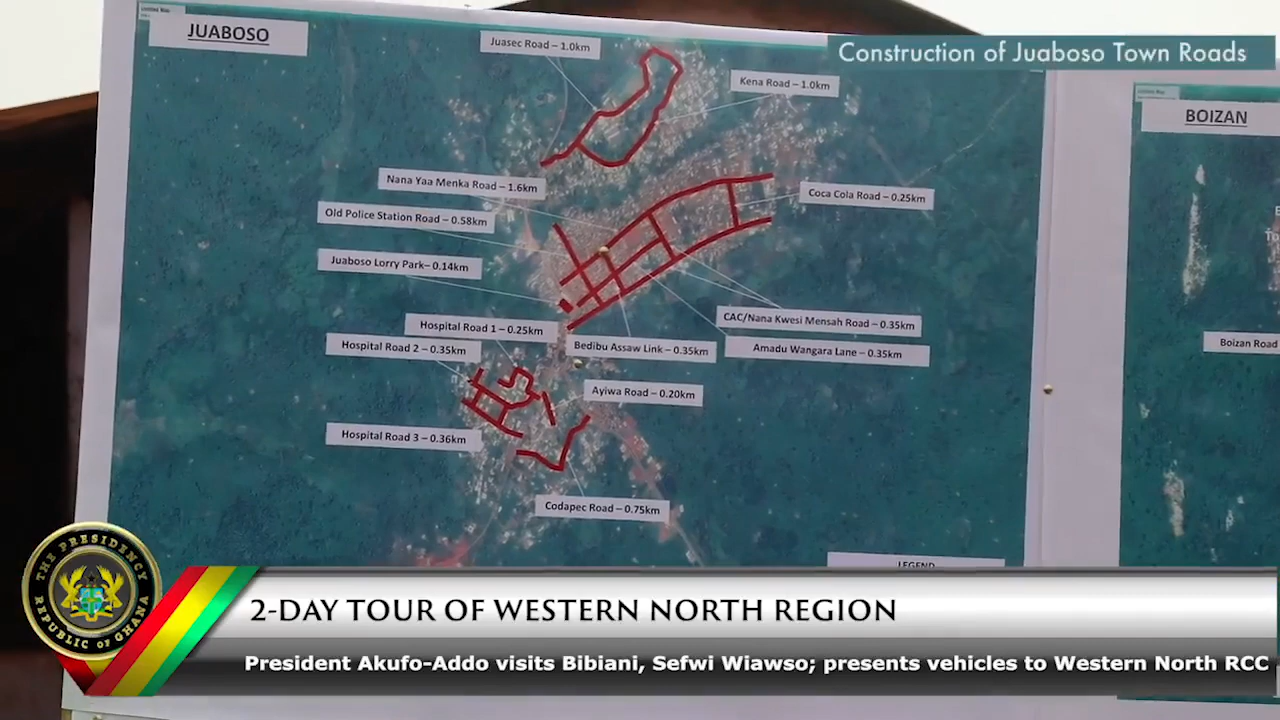 JUABOSO
Construction of Juaboso Town Roads
Juasec Road – 1.0km
Kena Road – 1.0km
BOIZAN
Nana Yaa Menka Road – 1.6km
Coca Cola Road – 0.25km
Old Police Station Road – 0.58km
Juaboso Lorry Park– 0.14km
CAC/Nana Kwesi Mensah Road – 0.35km
Hospital Road 1 – 0.25km
Hospital Road 2 – 0.35km
Bedibu Assaw Link – 0.35km
Amadu Wangara Lane – 0.35km
Boizan Road
Ayiwa Road – 0.20km
Hospital Road 3 – 0.36km
Codapec Road – 0.75km
LEGEND
THE PRESIDENCY
REPUBLIC OF GHANA
2-DAY TOUR OF WESTERN NORTH REGION
President Akufo-Addo visits Bibiani, Sefwi Wiawso; presents vehicles to Western North RCC